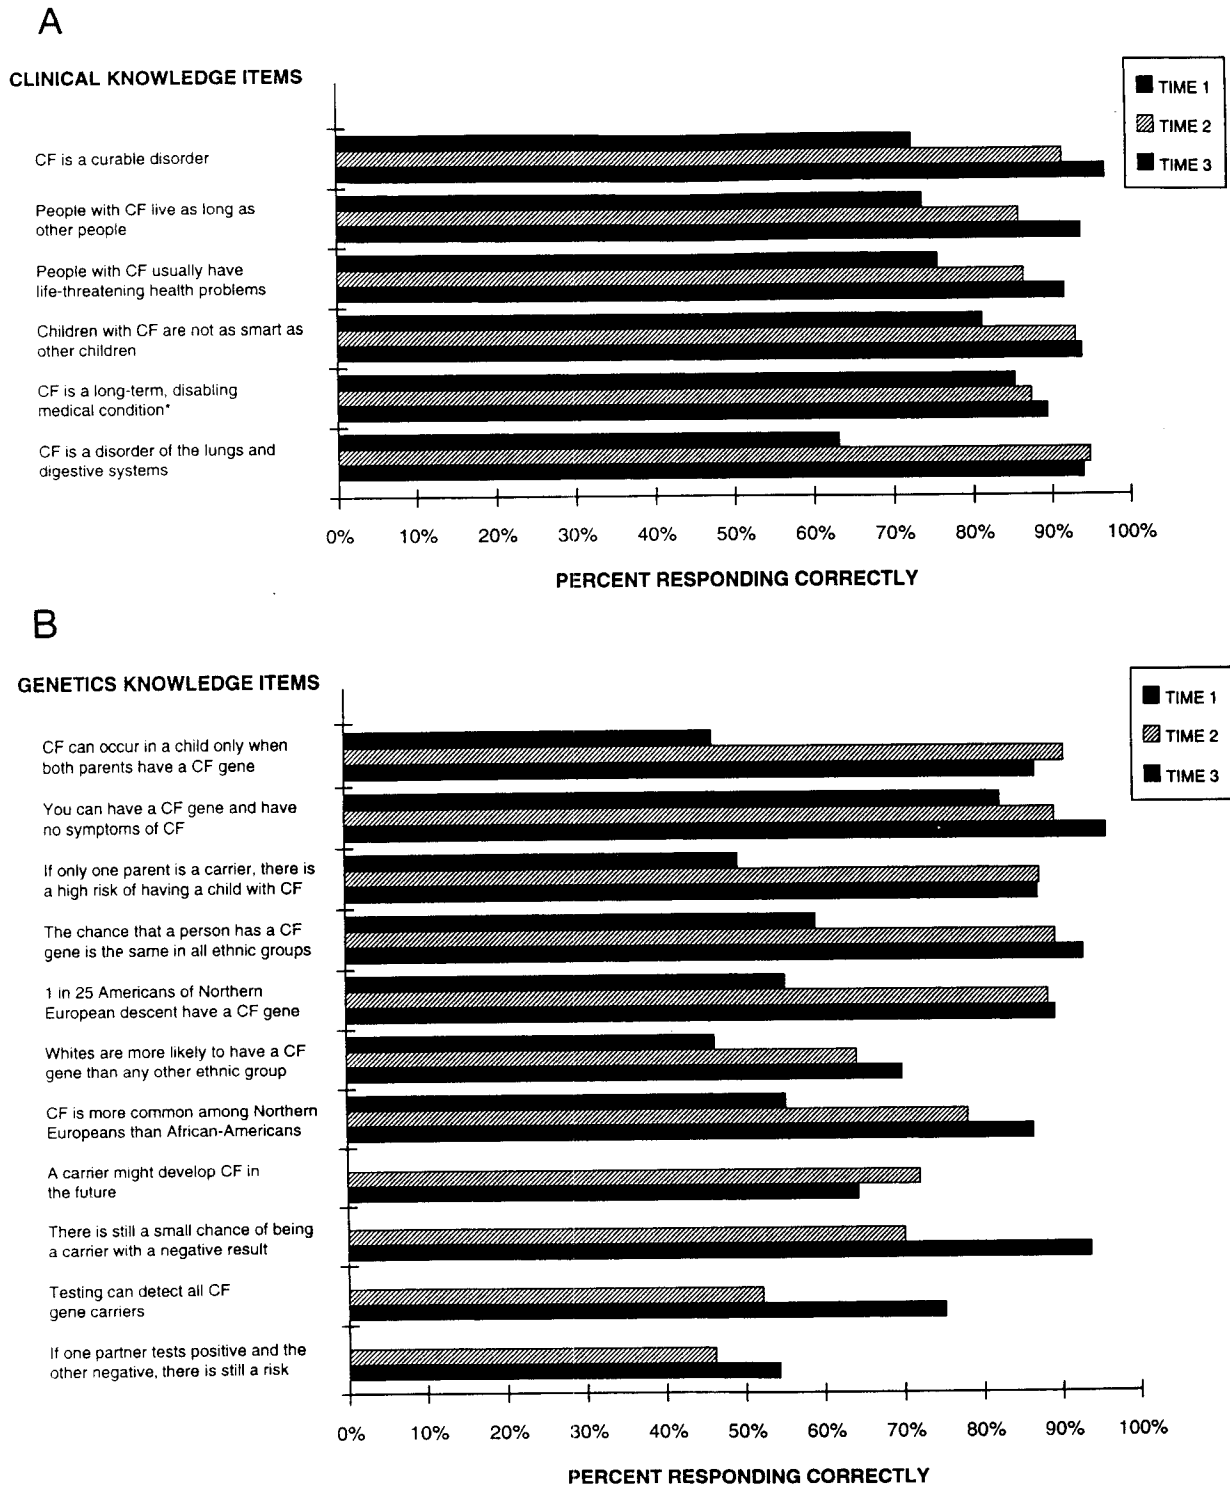 A
CLINICAL KNOWLEDGE ITEMS
TIME 1
TIME 2
TIME 3
CF is a curable disorder
People with CF live as long as
other people
People with CF usually have
life-threatening health problems
Children with CF are not as smart as
other children
CF is a long-term, disabling
medical condition*
CF is a disorder of the lungs and
digestive systems
0% 10% 20% 30% 40% 50% 60% 70% 80% 90% 100%
PERCENT RESPONDING CORRECTLY
B
GENETICS KNOWLEDGE ITEMS
TIME 1
TIME 2
TIME 3
CF can occur in a child only when
both parents have a CF gene
You can have a CF gene and have
no symptoms of CF
If only one parent is a carrier, there is
a high risk of having a child with CF
The chance that a person has a CF
gene is the same in all ethnic groups
1 in 25 Americans of Northern
European descent have a CF gene
Whites are more likely to have a CF
gene than any other ethnic group
CF is more common among Northern
Europeans than African-Americans
A carrier might develop CF in
the future
There is still a small chance of being
a carrier with a negative result
Testing can detect all CF
gene carriers
If one partner tests positive and the
other negative, there is still a risk
0% 10% 20% 30% 40% 50% 60% 70% 80% 90% 100%
PERCENT RESPONDING CORRECTLY